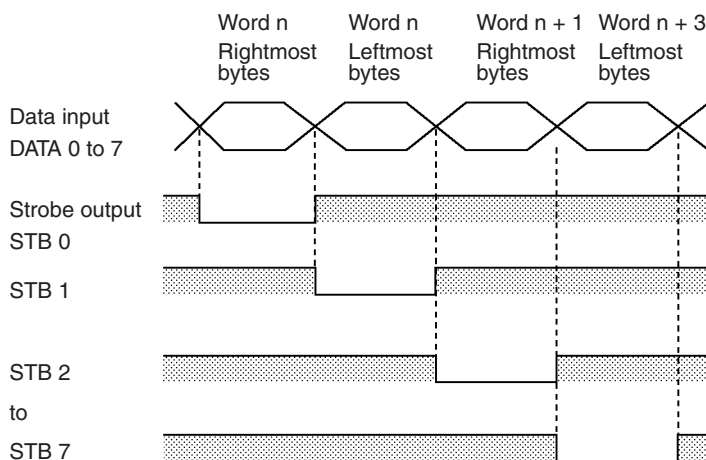 Word n Word n Word n + 1 Word n + 3
Rightmost Leftmost Rightmost Leftmost
bytes bytes bytes bytes
Data input
DATA 0 to 7
Strobe output
STB 0
STB 1
STB 2
to
STB 7